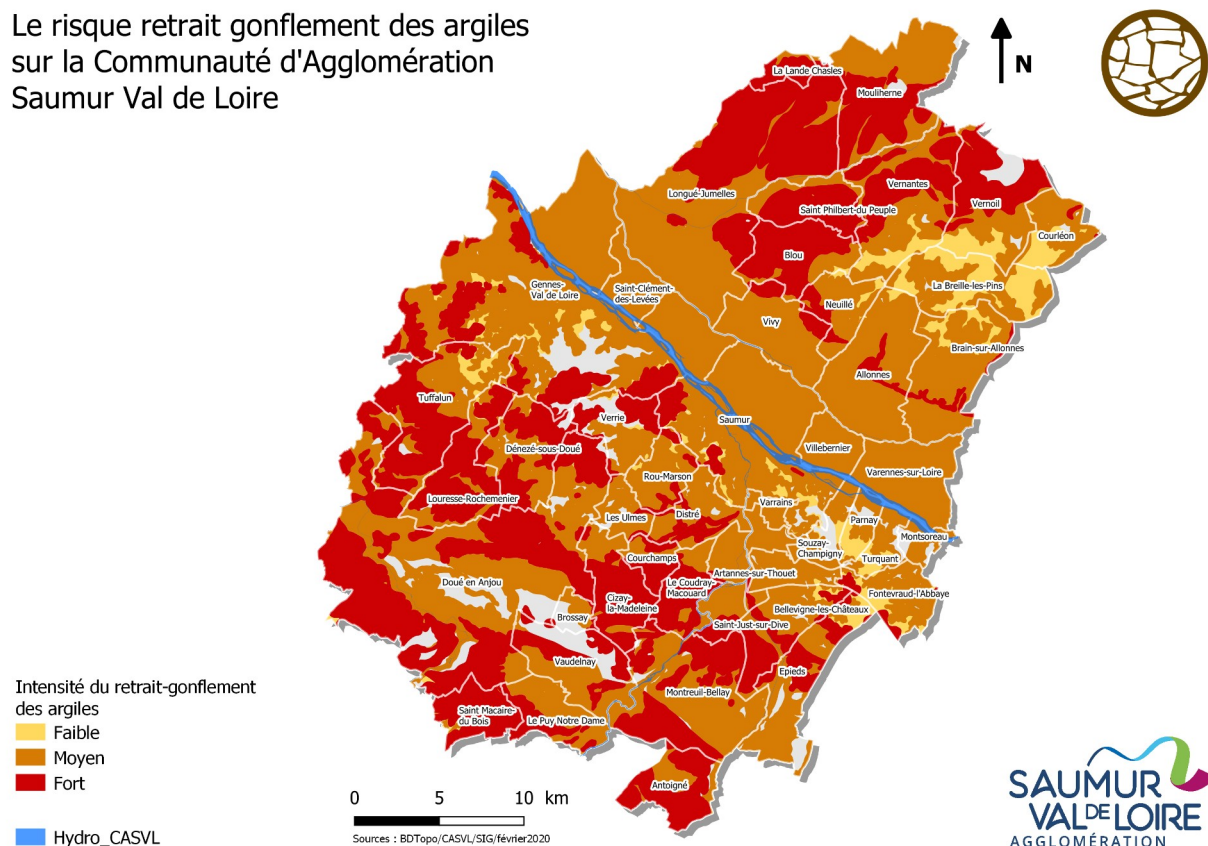 Le risque retrait gonflement des argiles
sur la Communauté d'Agglomération
Saumur Val de Loire
N
La Lande Chasles
Mouliherne
Longué-Jumelles
Vernantes
Saint Philbert-du Peuple
Vernoil
Courléon
Blou
Gennes-
Val de Loire
Saint-Clément-
des-Levées
La Breille-les-Pins
Neuillé
Vivy
Brain-sur-Allonnes
Allonnes
Tuffalun
Verrie
Saumur
Dénezé-sous-Doué
Villebernier
Rou-Marson
Varennes-sur-Loire
Louresse-Rochemenier
Varrains
Les Ulmes
Distré
Parnay
Souzay-
Champigny
Montsoreau
Courchamps
Turquant
Artannes-sur-Thouet
Doué en Anjou
Le Coudray-
Macouard
Fontevraud-l'Abbaye
Cizay-
la-Madeleine
Bellevigne-les-Châteaux
Brossay
Saint-Just-sur-Dive
Vaudelnay
Epieds
Montreuil-Bellay
Saint Macaire-
du Bois
Le Puy Notre Dame
Antoigné
Intensité du retrait-gonflement
des argiles
Faible
Moyen
Fort
Hydro_CASVL
0 5 10 km
Sources : BDTopo/CASVL/SIG/février2020
SAUMUR
VAL DE LOIRE
AGGLOMÉRATION